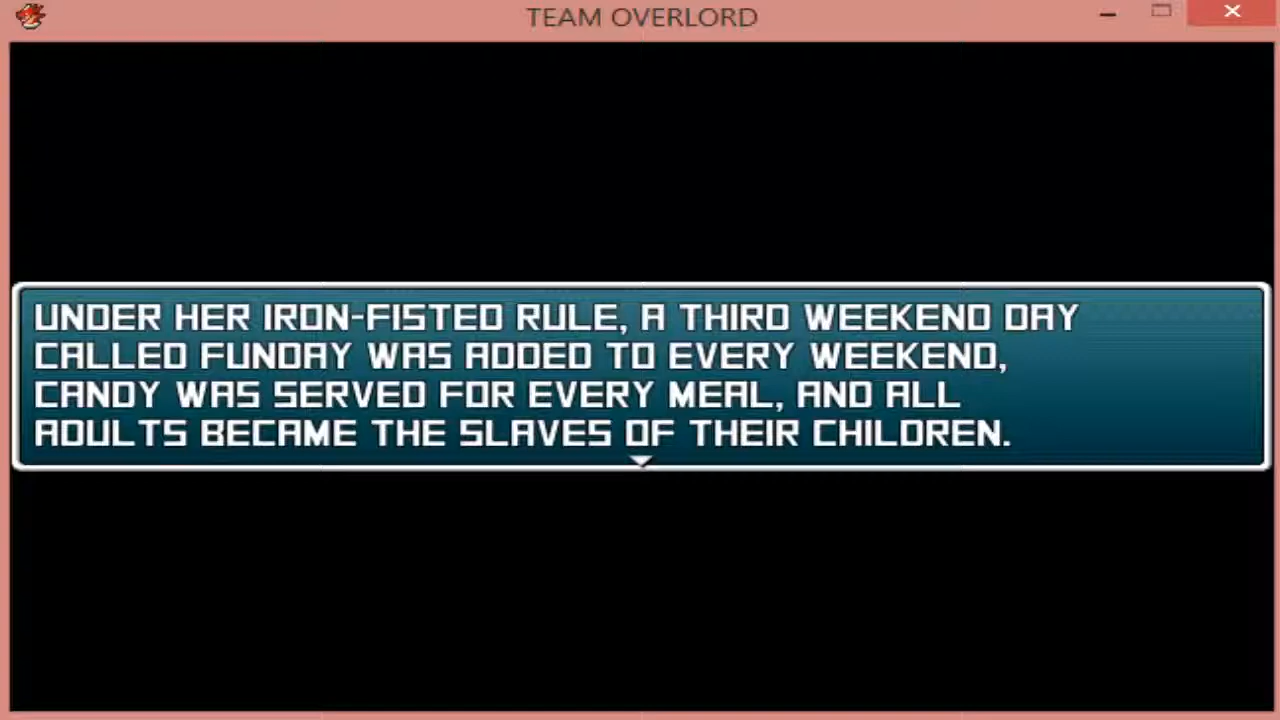 TEAM OVERLORD
UNDER HER IRON-FISTED RULE, A THIRD WEEKEND DAY
CALLED FUNDAY WAS ADDED TO EVERY WEEKEND,
CANDY WAS SERVED FOR EVERY MEAL, AND ALL
ADULTS BECAME THE SLAVES OF THEIR CHILDREN.